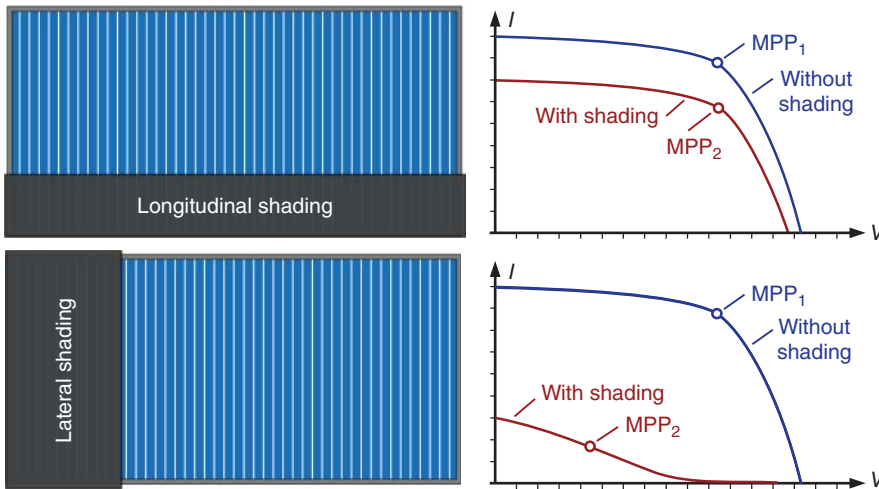 Longitudinal shading
I
MPP1
Without
shading
With shading
MPP2
V
Lateral shading
I
MPP1
Without
shading
With shading
MPP2
V